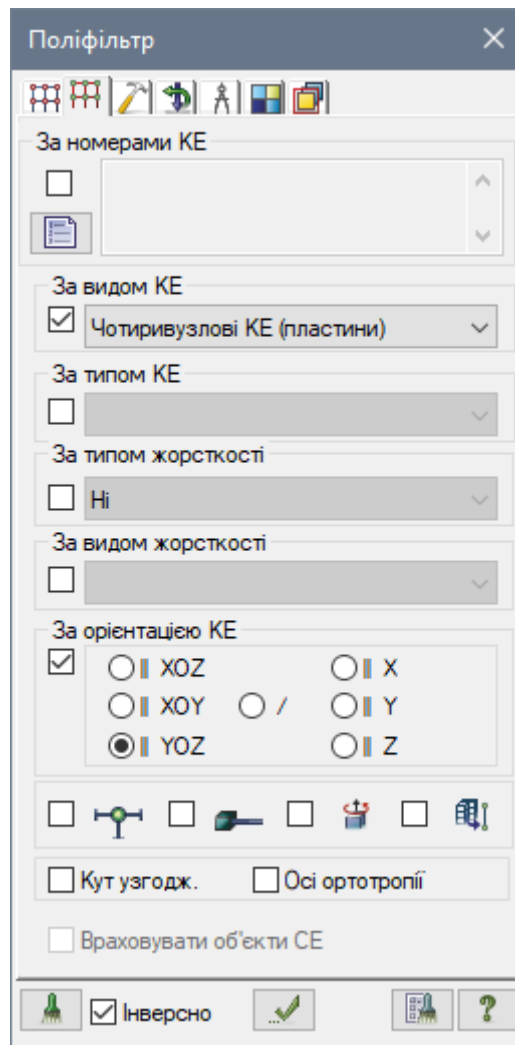 Поліфільтр
За номерами КЕ
За видом КЕ
Чотиривузлові КЕ (пластини)
За типом КЕ
За типом жорсткості
Ні
За видом жорсткості
За орієнтацією КЕ
XOZ X
XOY / Y
YOZ Z
Кут узгодж. Осі ортотропії
Враховувати об'єкти СЕ
Інверсно ?